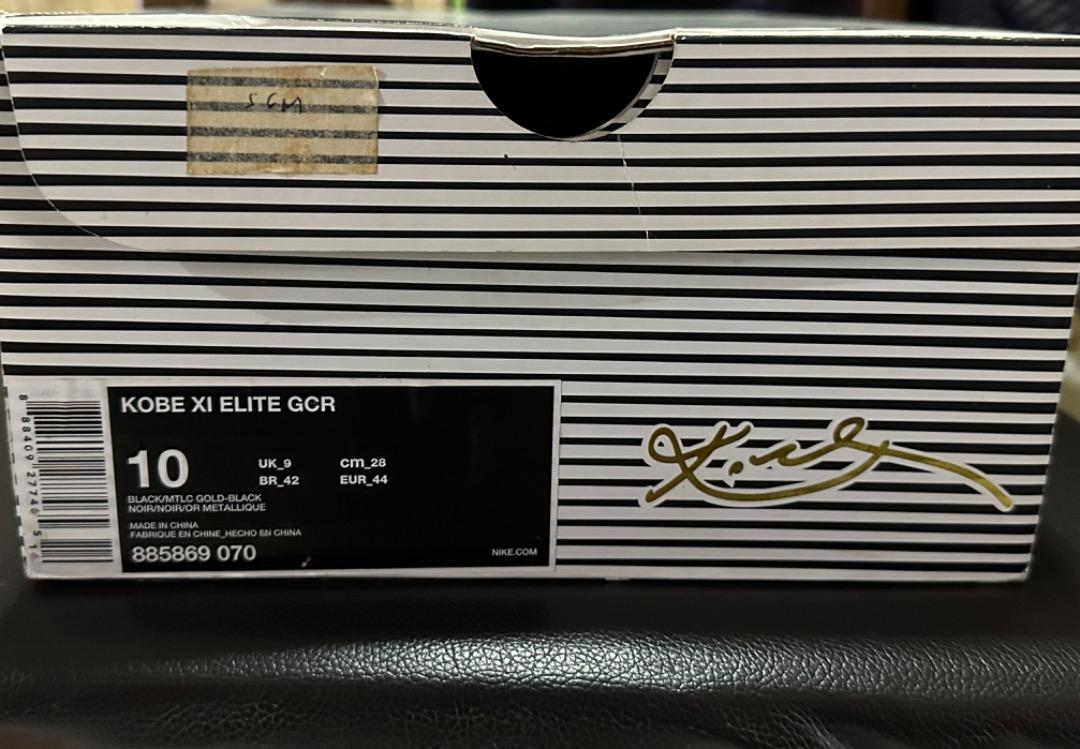 KOBE XI ELITE GCR
10
UK_9 cm_28
BR_42 EUR_44
BLACK/MTLC GOLD-BLACK
NOIR/NOIR/OR METALLIQUE
MADE IN CHINA
FABRIQUE EN CHINE_HECHO EN CHINA
885869 070
NIKE.COM